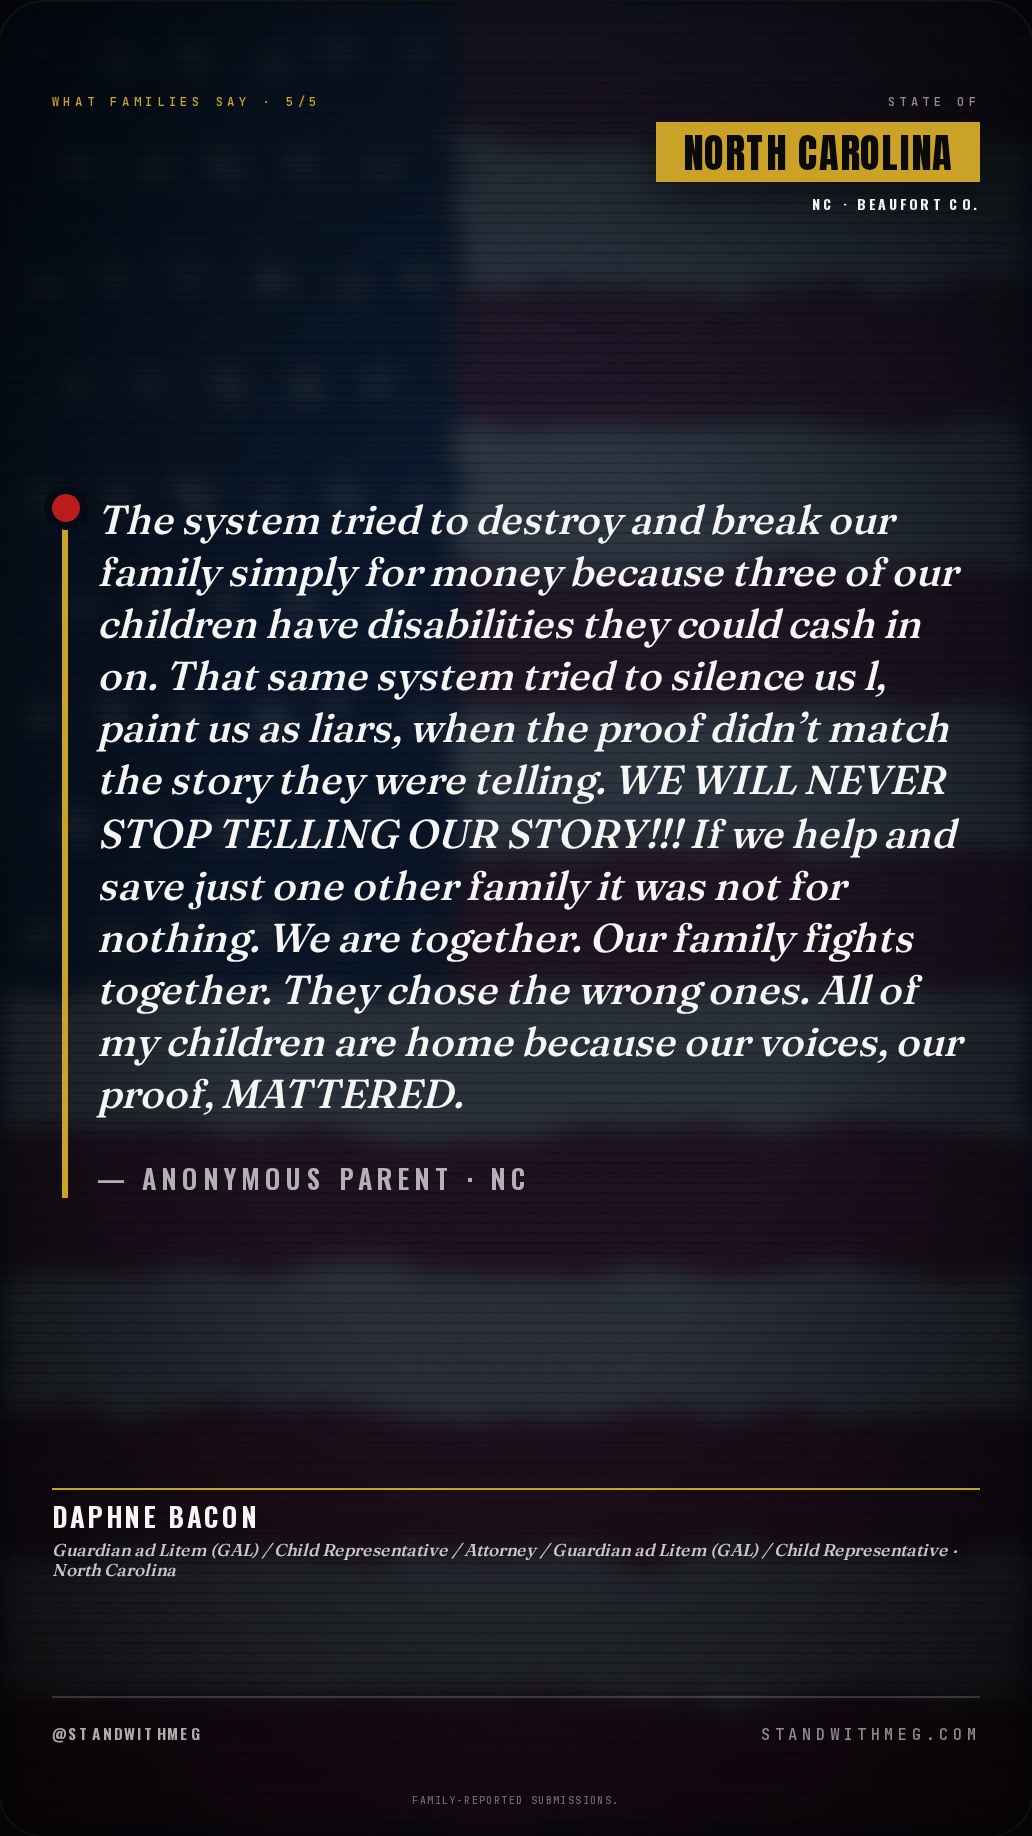 WHAT FAMILIES SAY · 5/5
STATE OF
NORTH CAROLINA
NC · BEAUFORT CO.
The system tried to destroy and break our
family simply for money because three of our
children have disabilities they could cash in
on. That same system tried to silence us l,
paint us as liars, when the proof didn’t match
the story they were telling. WE WILL NEVER
STOP TELLING OUR STORY!!! If we help and
save just one other family it was not for
nothing. We are together. Our family fights
together. They chose the wrong ones. All of
my children are home because our voices, our
proof, MATTERED.
— ANONYMOUS PARENT · NC
DAPHNE BACON
Guardian ad Litem (GAL) / Child Representative / Attorney / Guardian ad Litem (GAL) / Child Representative ·
North Carolina
@STANDWITHMEG
STANDWITHMEG.COM
FAMILY-REPORTED SUBMISSIONS.